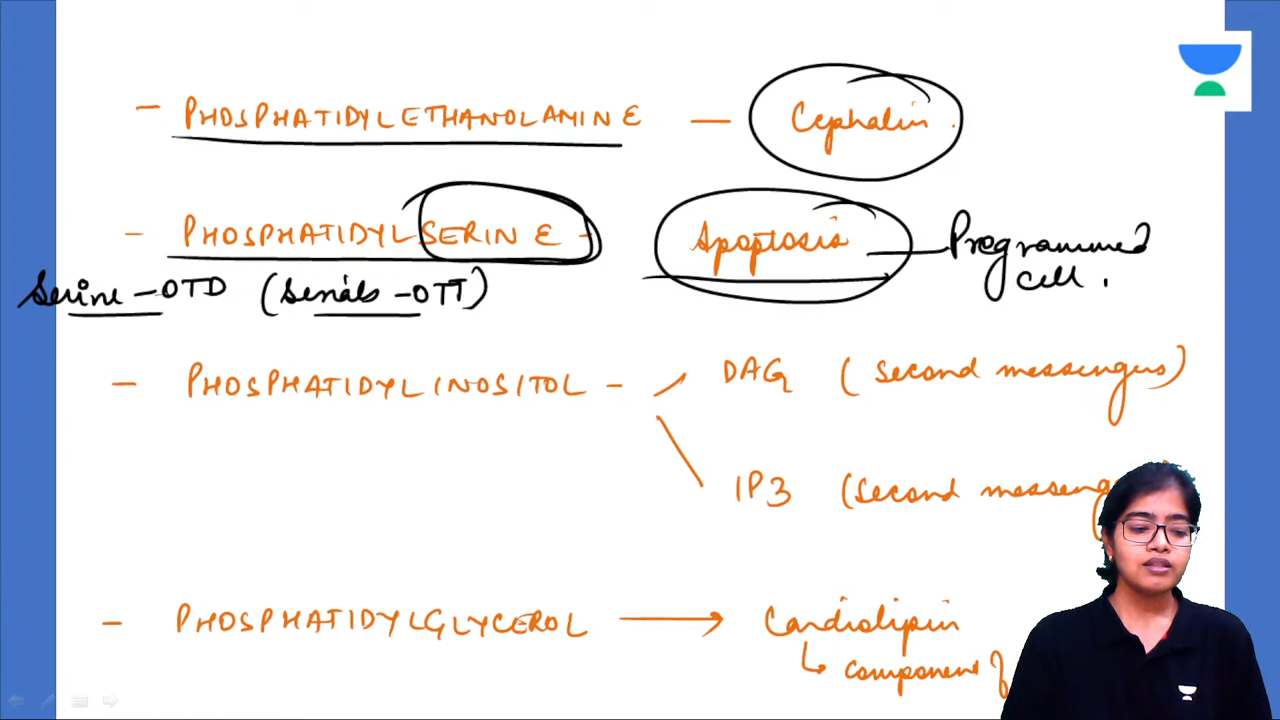 - PHOSPHATIDYLETHANOLAMINE — Cephalin.
- PHOSPHATIDYLSERINE - Apoptosis — Programmed cell.
Serine - OTD (Serials - OTT)
- PHOSPHATIDYLINOSITOL - DAG (second messengers)
IP3 (second
- PHOSPHATIDYLGLYCEROL → Cardiolipin
↳ component of